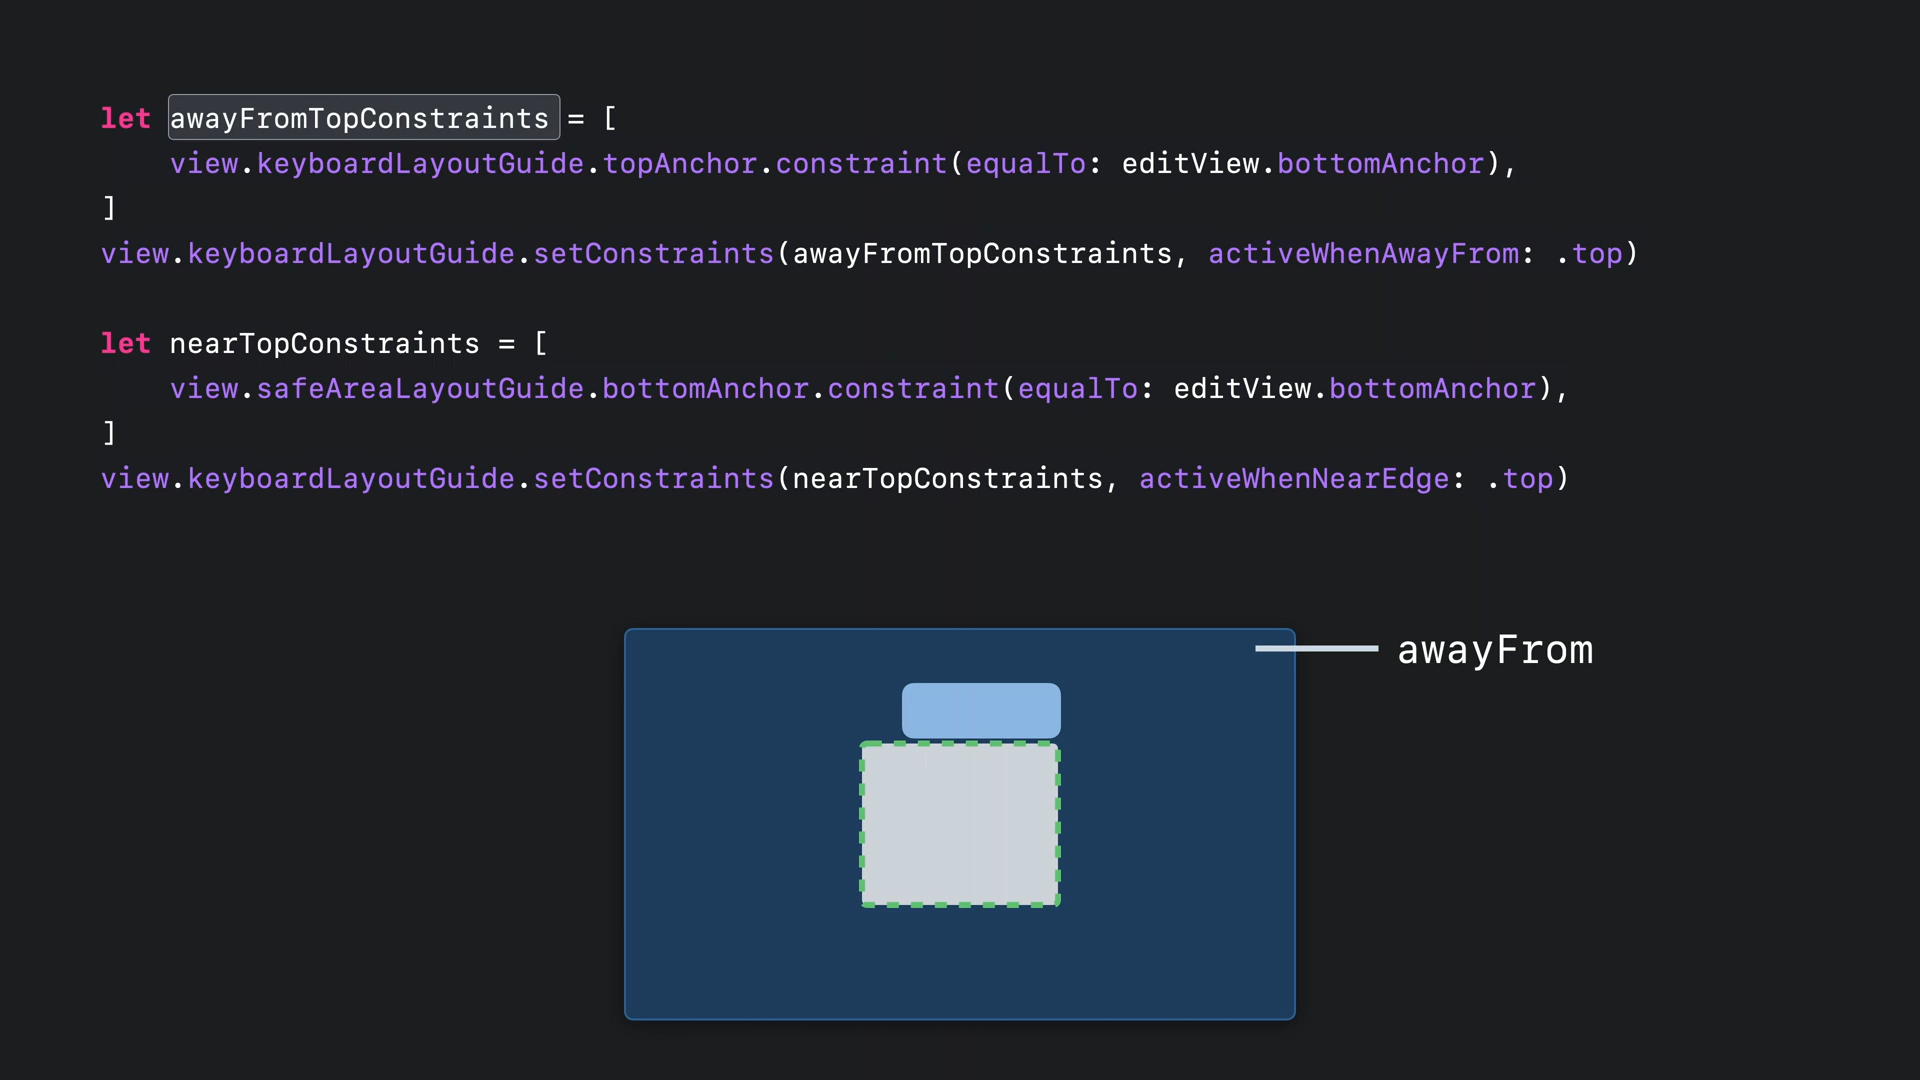 let awayFromTopConstraints = [
    view.keyboardLayoutGuide.topAnchor.constraint(equalTo: editView.bottomAnchor),
]
view.keyboardLayoutGuide.setConstraints(awayFromTopConstraints, activeWhenAwayFrom: .top)
let nearTopConstraints = [
    view.safeAreaLayoutGuide.bottomAnchor.constraint(equalTo: editView.bottomAnchor),
]
view.keyboardLayoutGuide.setConstraints(nearTopConstraints, activeWhenNearEdge: .top)
awayFrom